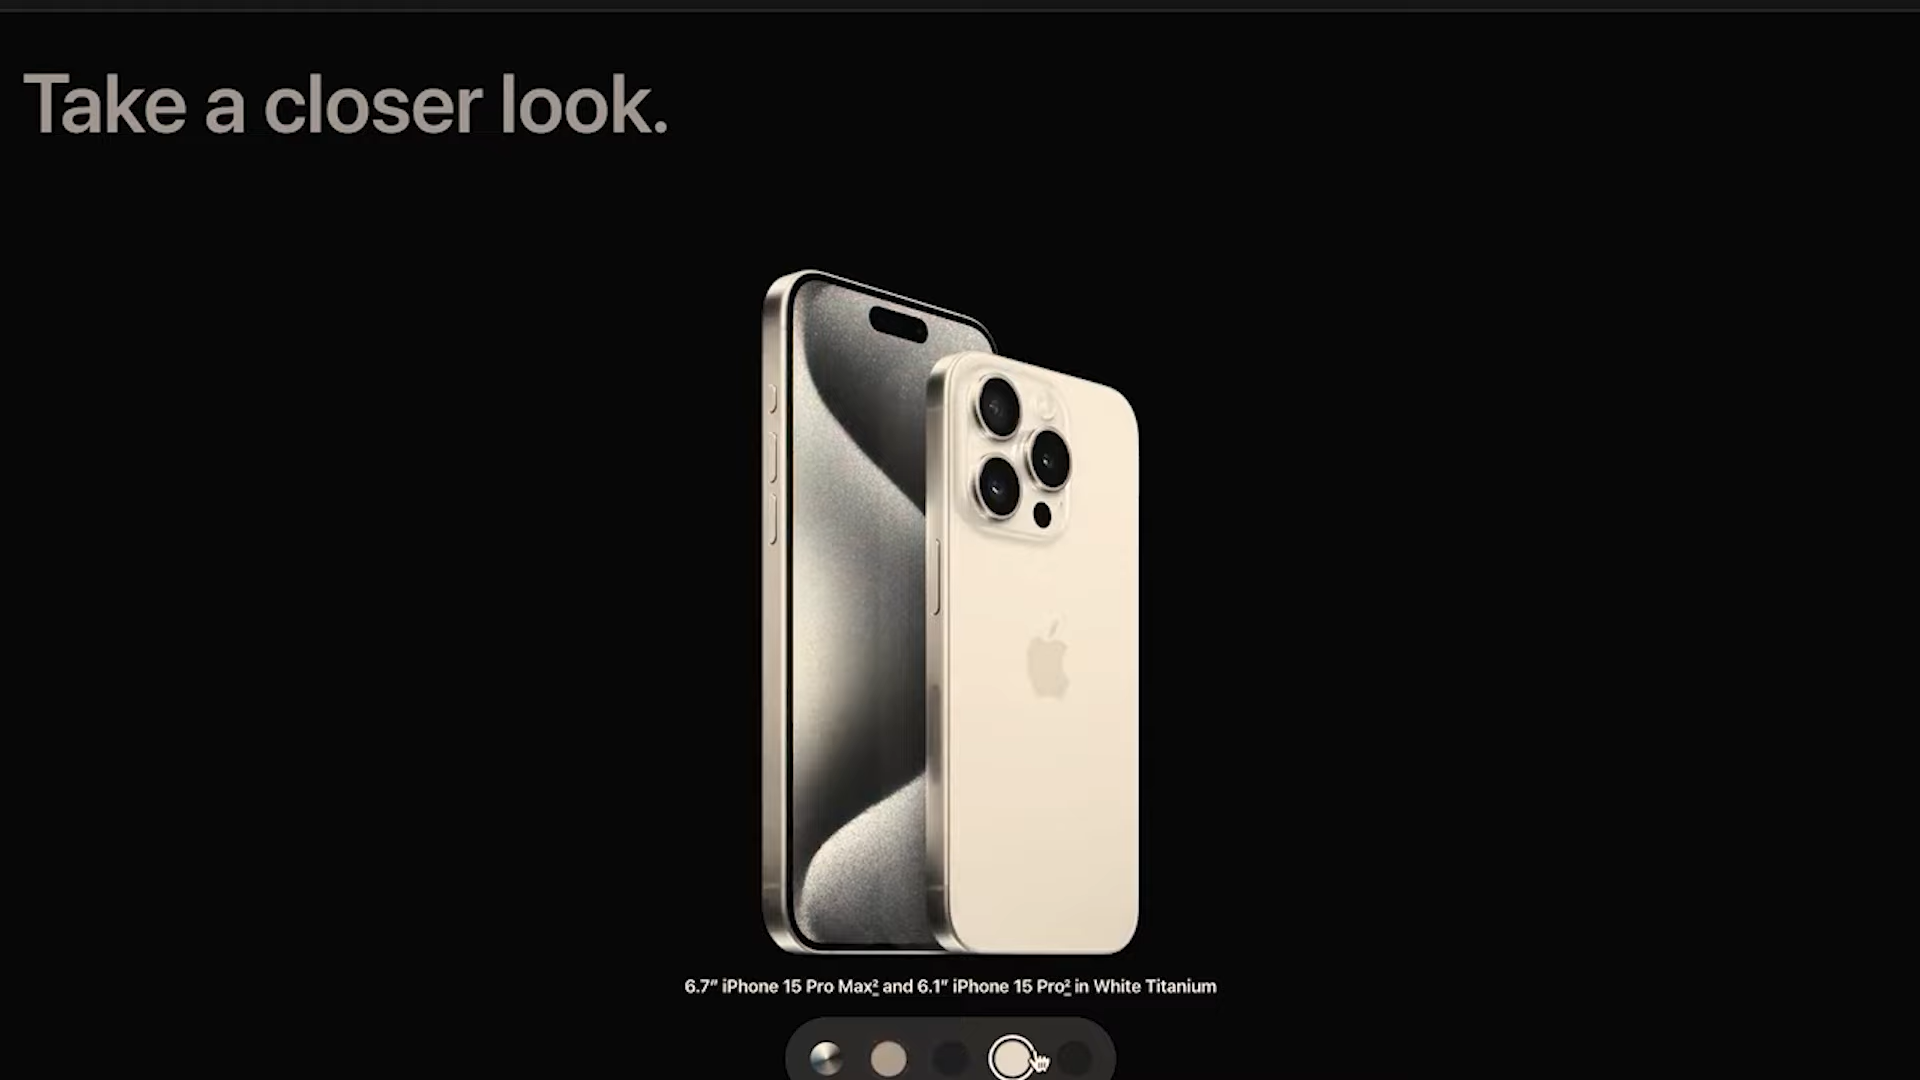 Take a closer look.
6.7″ iPhone 15 Pro Max² and 6.1″ iPhone 15 Pro² in White Titanium